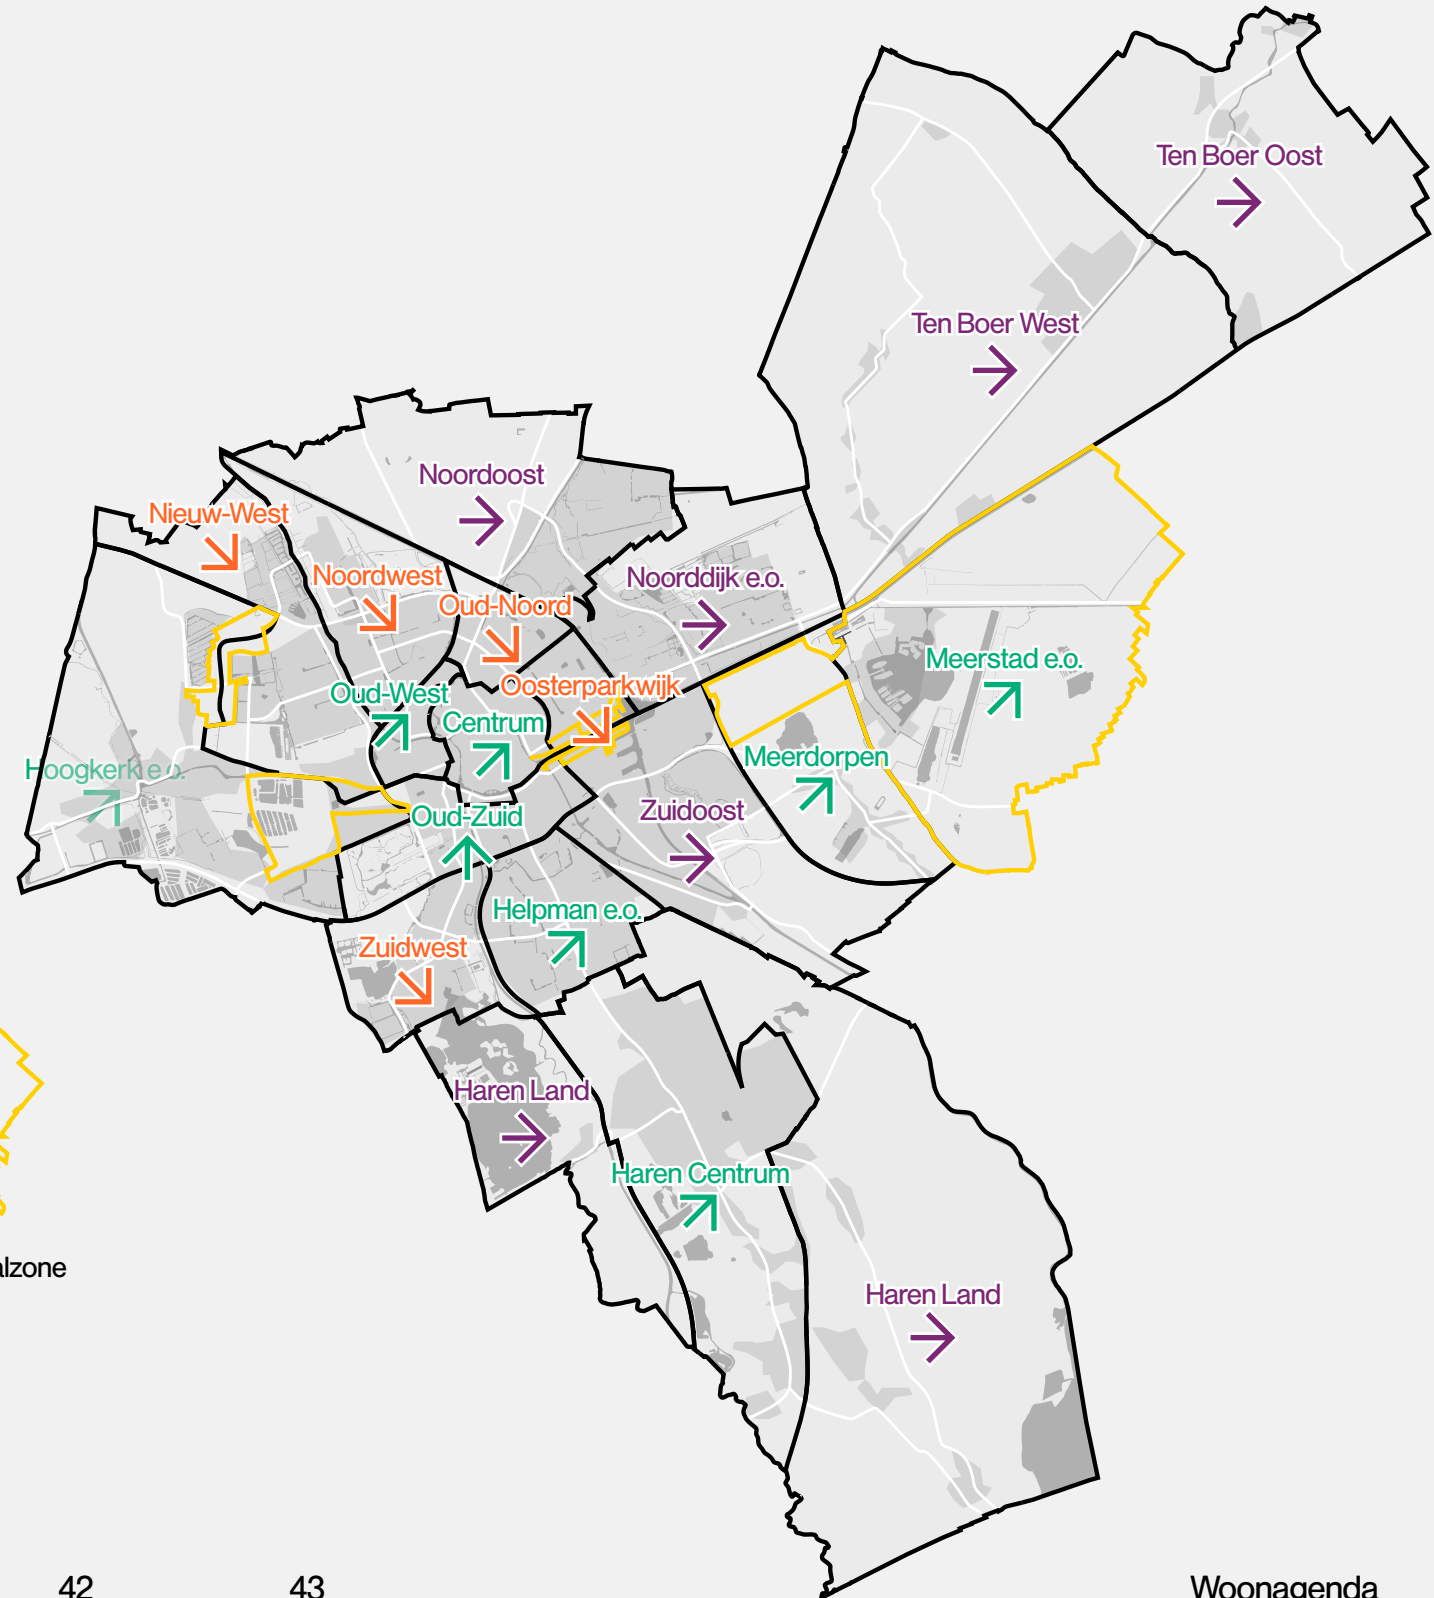 Ten Boer Oost
Ten Boer West
Noordoost
Nieuw-West
Noordwest
Noorddijk e.o.
Oud-Noord
Meerstad e.o.
Oosterparkwijk
Oud-West
Centrum
Meerdorpen
Hoogkerk e.o.
Zuidoost
Oud-Zuid
Helpman e.o.
Zuidwest
Haren Land
Haren Centrum
alzone
Haren Land
42
43
Woonagenda